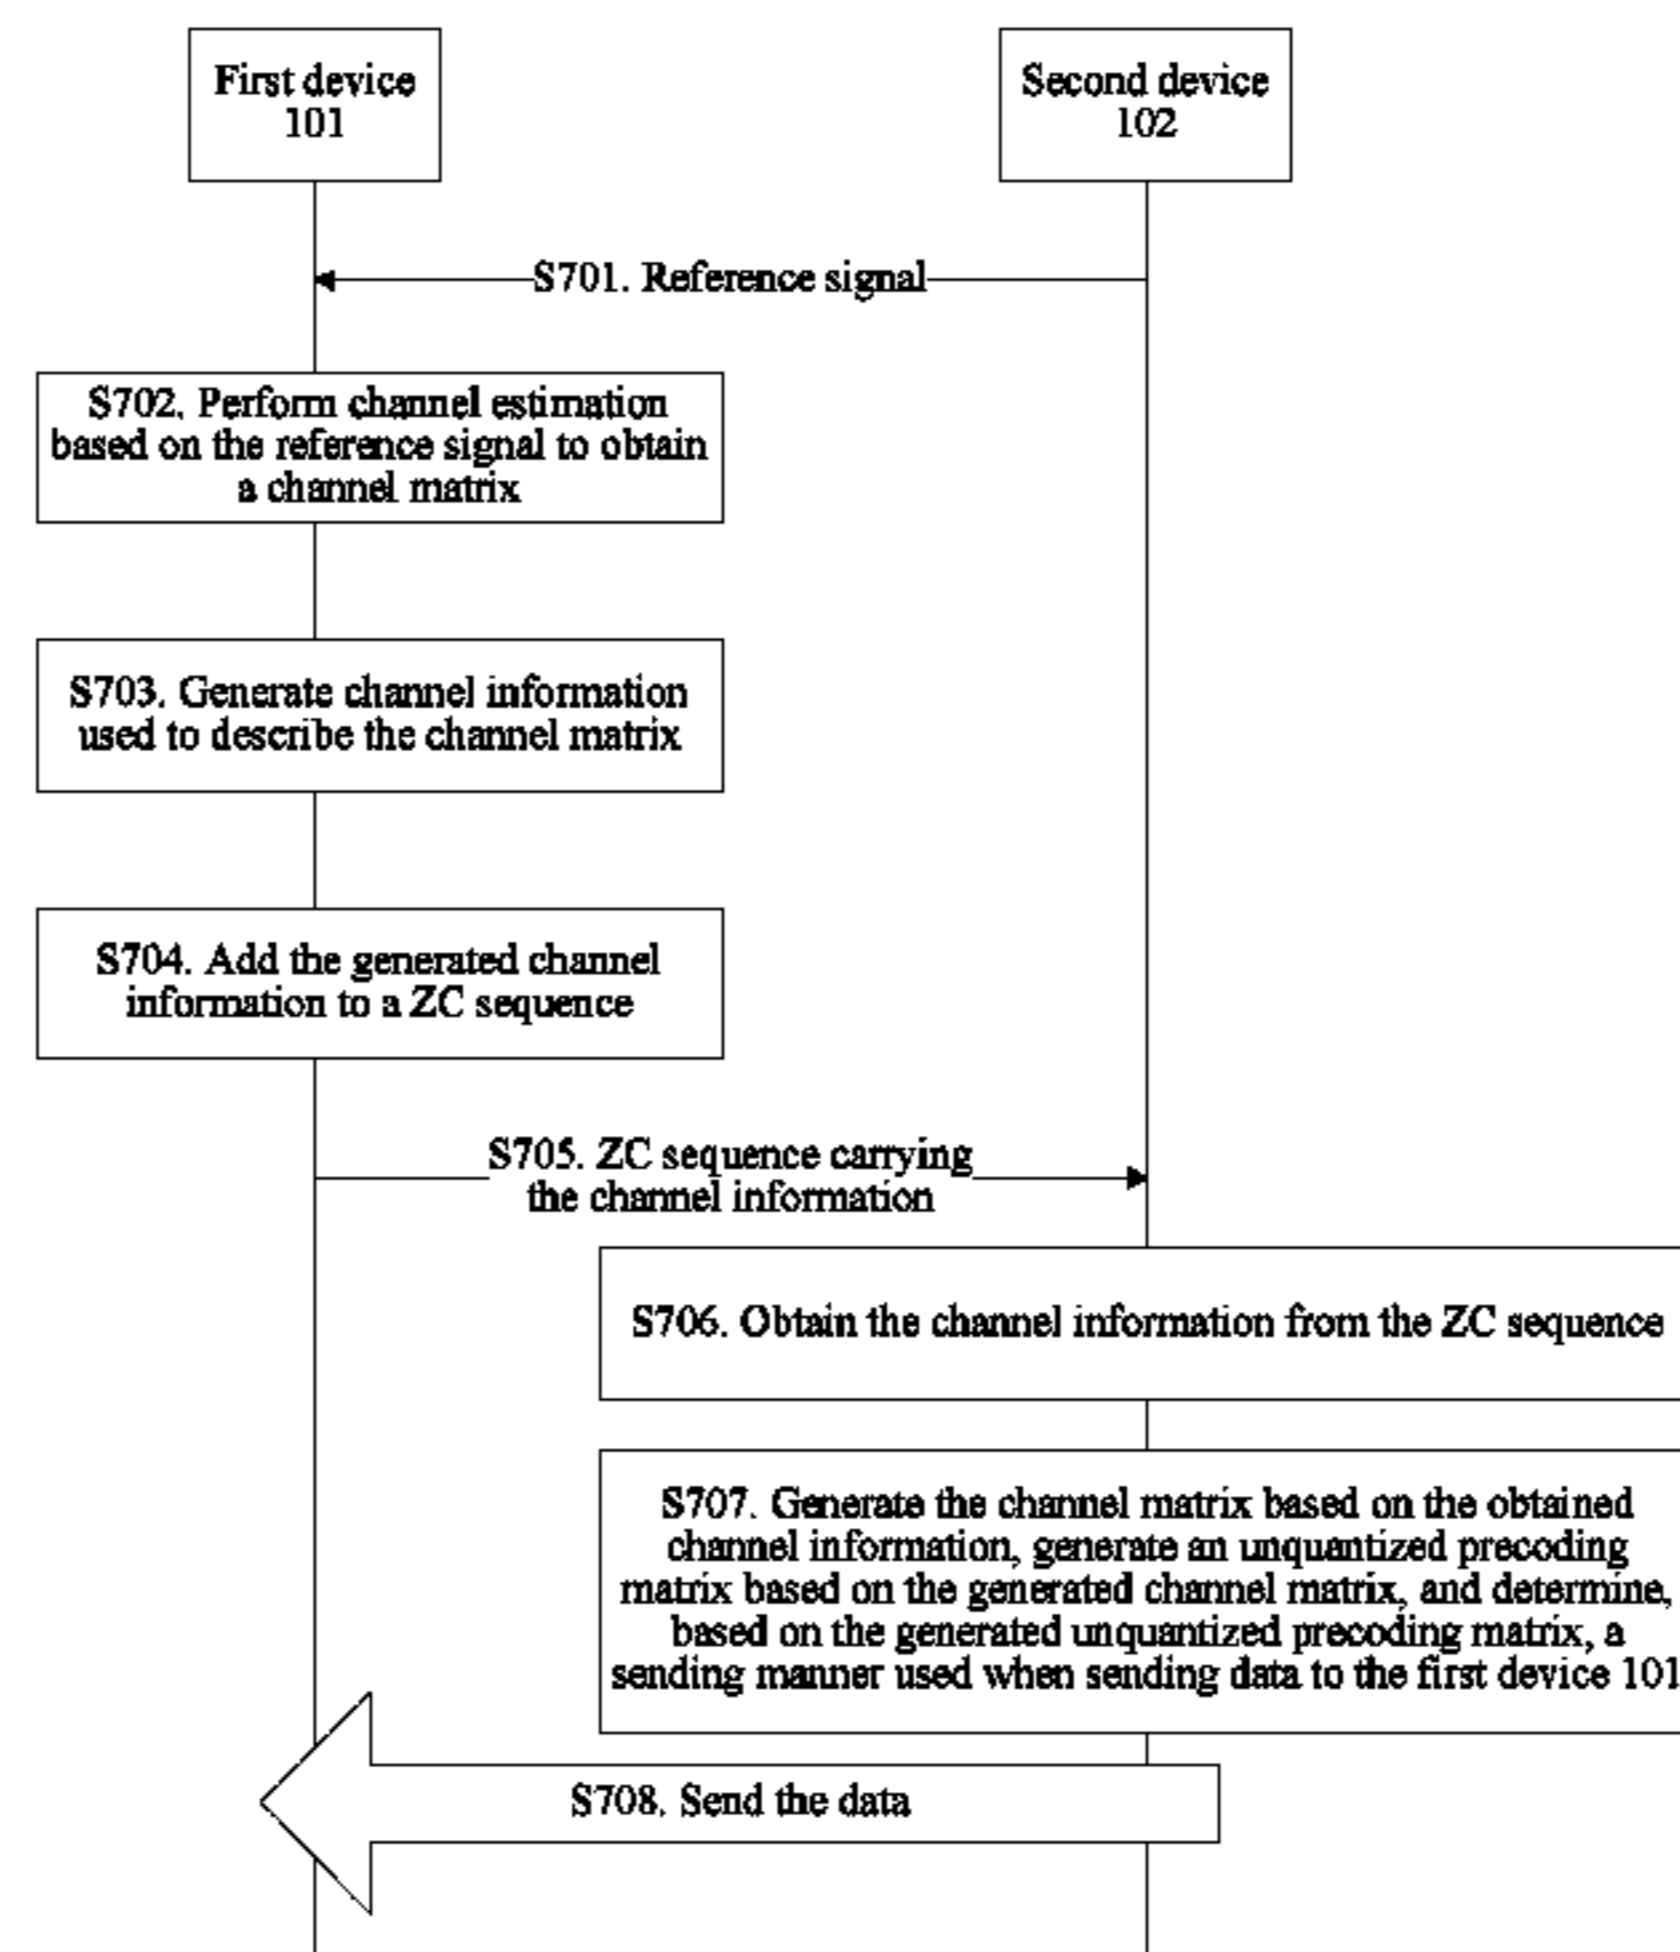 First device
101
Second device
102
S701. Reference signal
S702. Perform channel estimation
based on the reference signal to obtain
a channel matrix
S703. Generate channel information
used to describe the channel matrix
S704. Add the generated channel
information to a ZC sequence
S705. ZC sequence carrying
the channel information
S706. Obtain the channel information from the ZC sequence
S707. Generate the channel matrix based on the obtained
channel information, generate an unquantized precoding
matrix based on the generated channel matrix, and determine,
based on the generated unquantized precoding matrix, a
sending manner used when sending data to the first device 101
S708. Send the data